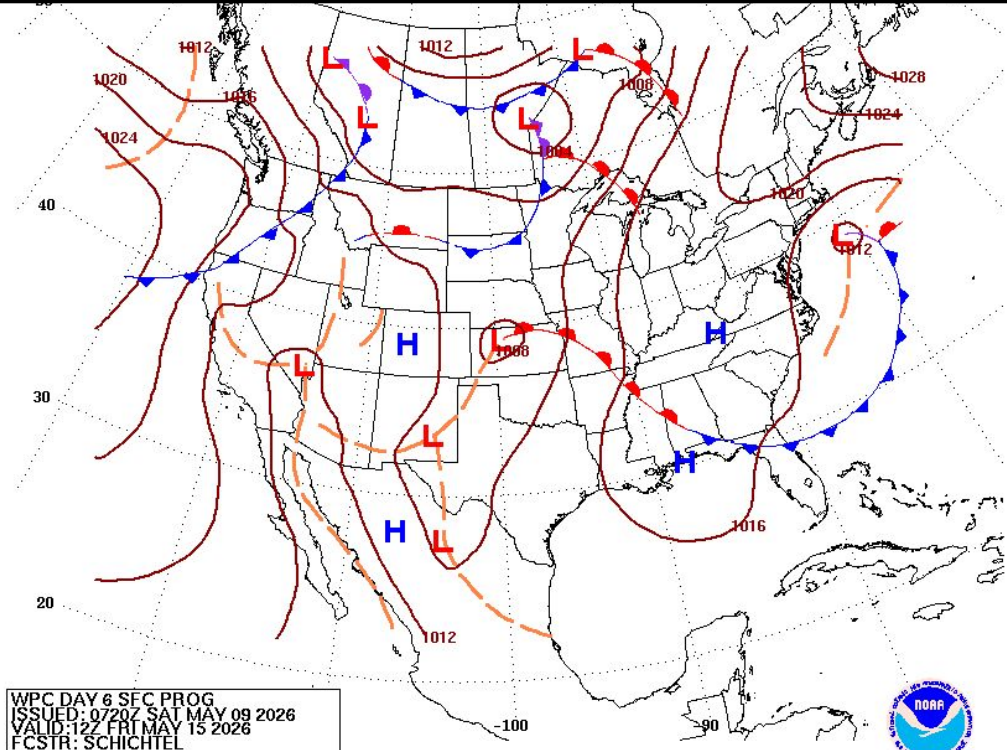 1012
L
L
1012
L
1008
1028
1020
1016
L
1024
1024
1004
1020
40
L
1012
H
H
L
1008
L
30
L
H
H
L
1016
20
1012
WPC DAY 6 SFC PROG
ISSUED: 0720Z SAT MAY 09 2026
VALID:12Z FRI MAY 15 2026
FCSTR: SCHICHTEL
-100
-90
NOAA